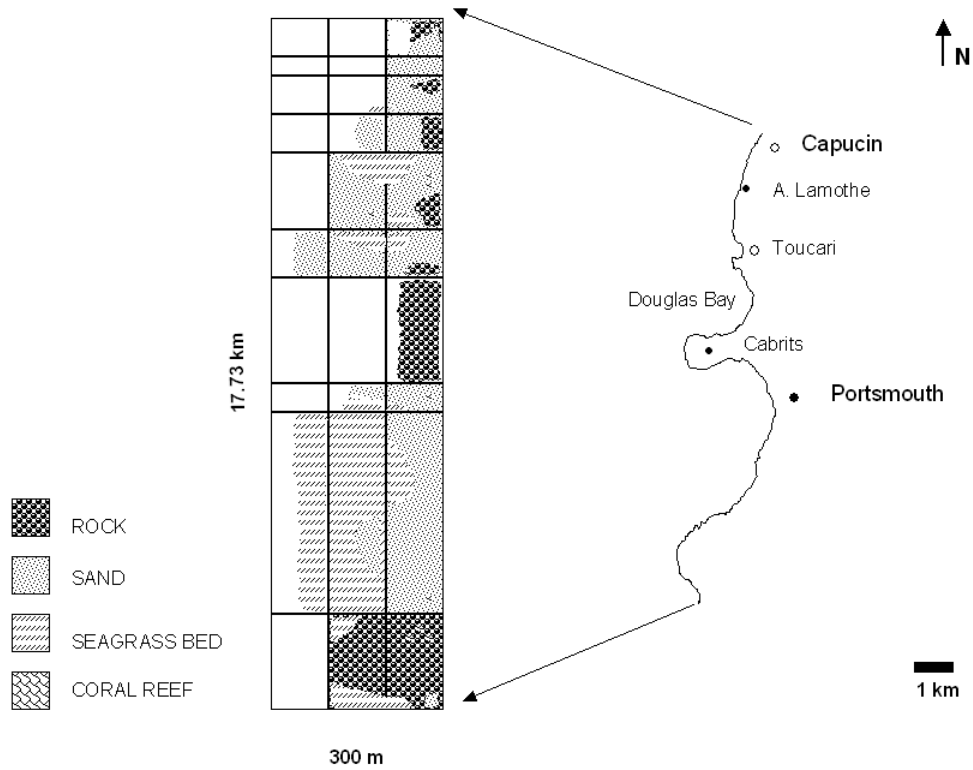 N
Capucin
A. Lamothe
Toucari
Douglas Bay
Cabrits
Portsmouth
17.73 km
ROCK
SAND
SEAGRASS BED
CORAL REEF
1 km
300 m